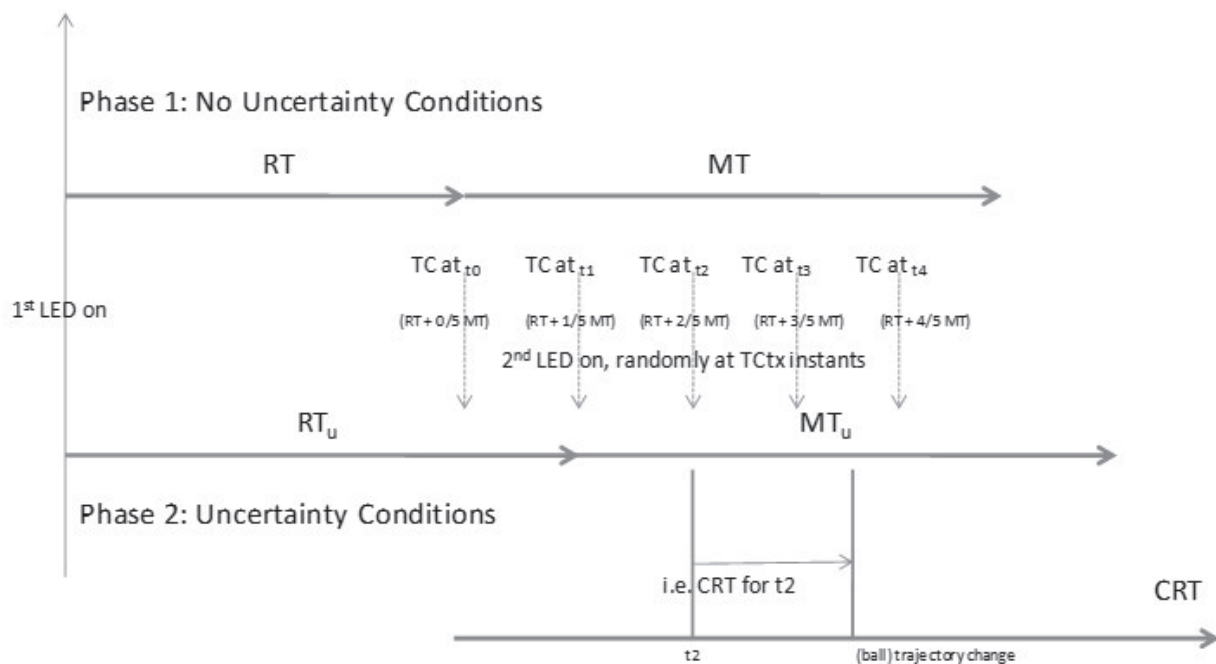 Phase 1: No Uncertainty Conditions
RT MT
TC at t0 TC at t1 TC at t2 TC at t3 TC at t4
1st LED on
(RT + 0/5 MT) (RT + 1/5 MT) (RT + 2/5 MT) (RT + 3/5 MT) (RT + 4/5 MT)
2nd LED on, randomly at TCtx instants
RTu MTu
Phase 2: Uncertainty Conditions
i.e. CRT for t2
CRT
t2 (ball) trajectory change